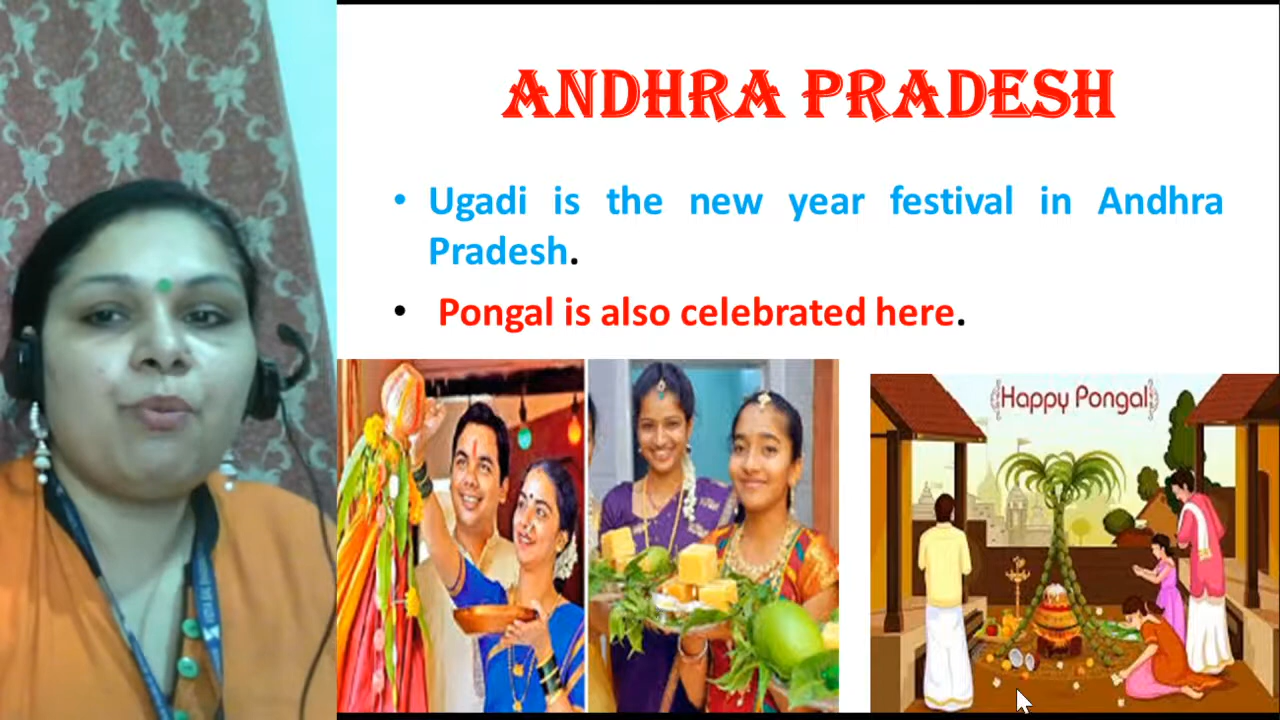 ANDHRA PRADESH
• Ugadi is the new year festival in Andhra
Pradesh.
• Pongal is also celebrated here.
Happy Pongal